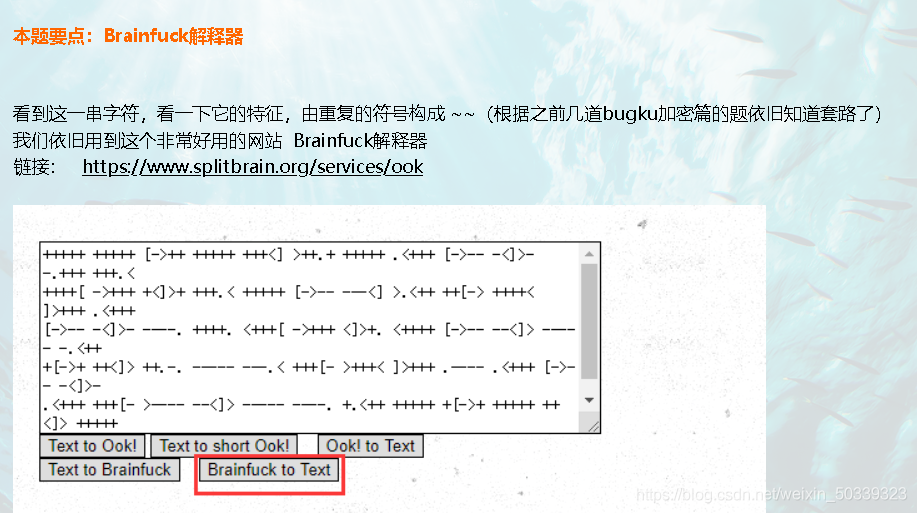 本题要点：Brainfuck解释器
看到这一串字符，看一下它的特征，由重复的符号构成 ~~（根据之前几道bugku加密篇的题依旧知道套路了）
我们依旧用到这个非常好用的网站 Brainfuck解释器
链接： https://www.splitbrain.org/services/ook
+++++ +++++ [->++ +++++ +++<] >++.+ +++++ .<+++ [->-- -<]>-
-.+++ +++.<
++++[ ->+++ +<]>+ +++.< +++++ [->-- ---<] >.<++ ++[-> ++++<
]>+++ .<+++
[->-- -<]>- ----. ++++. <+++[ ->+++ <]>+. <++++ [->-- --<]> ----
- -.<++
+[->+ ++<]> ++.-. ----- ---.< +++[- >+++< ]>+++ .---- .<+++ [->-
- -<]>-
.<+++ +++[- >---- --<]> ----- ----. +.<++ +++++ +[->+ +++++ ++
<]> +++++
Text to Ook! Text to short Ook! Ook! to Text
Text to Brainfuck Brainfuck to Text
https://blog.csdn.net/weixin_50339323